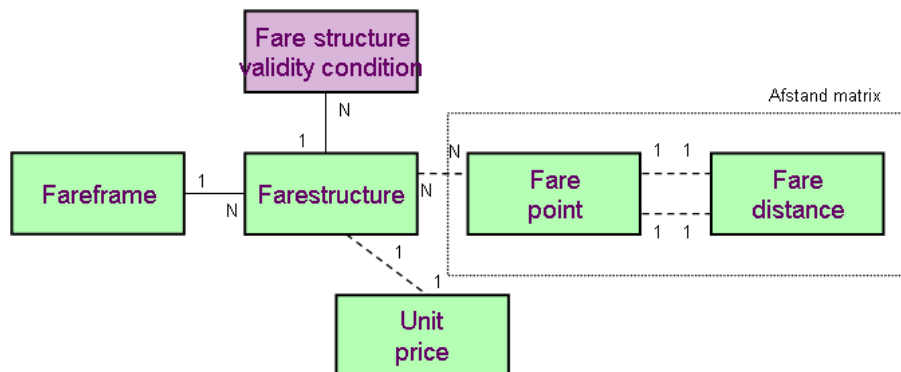 Fare structure
validity condition
N
Afstand matrix
1
Fareframe
1
N
Farestructure
N
N
Fare
point
1 1
1 1
Fare
distance
1
1
Unit
price